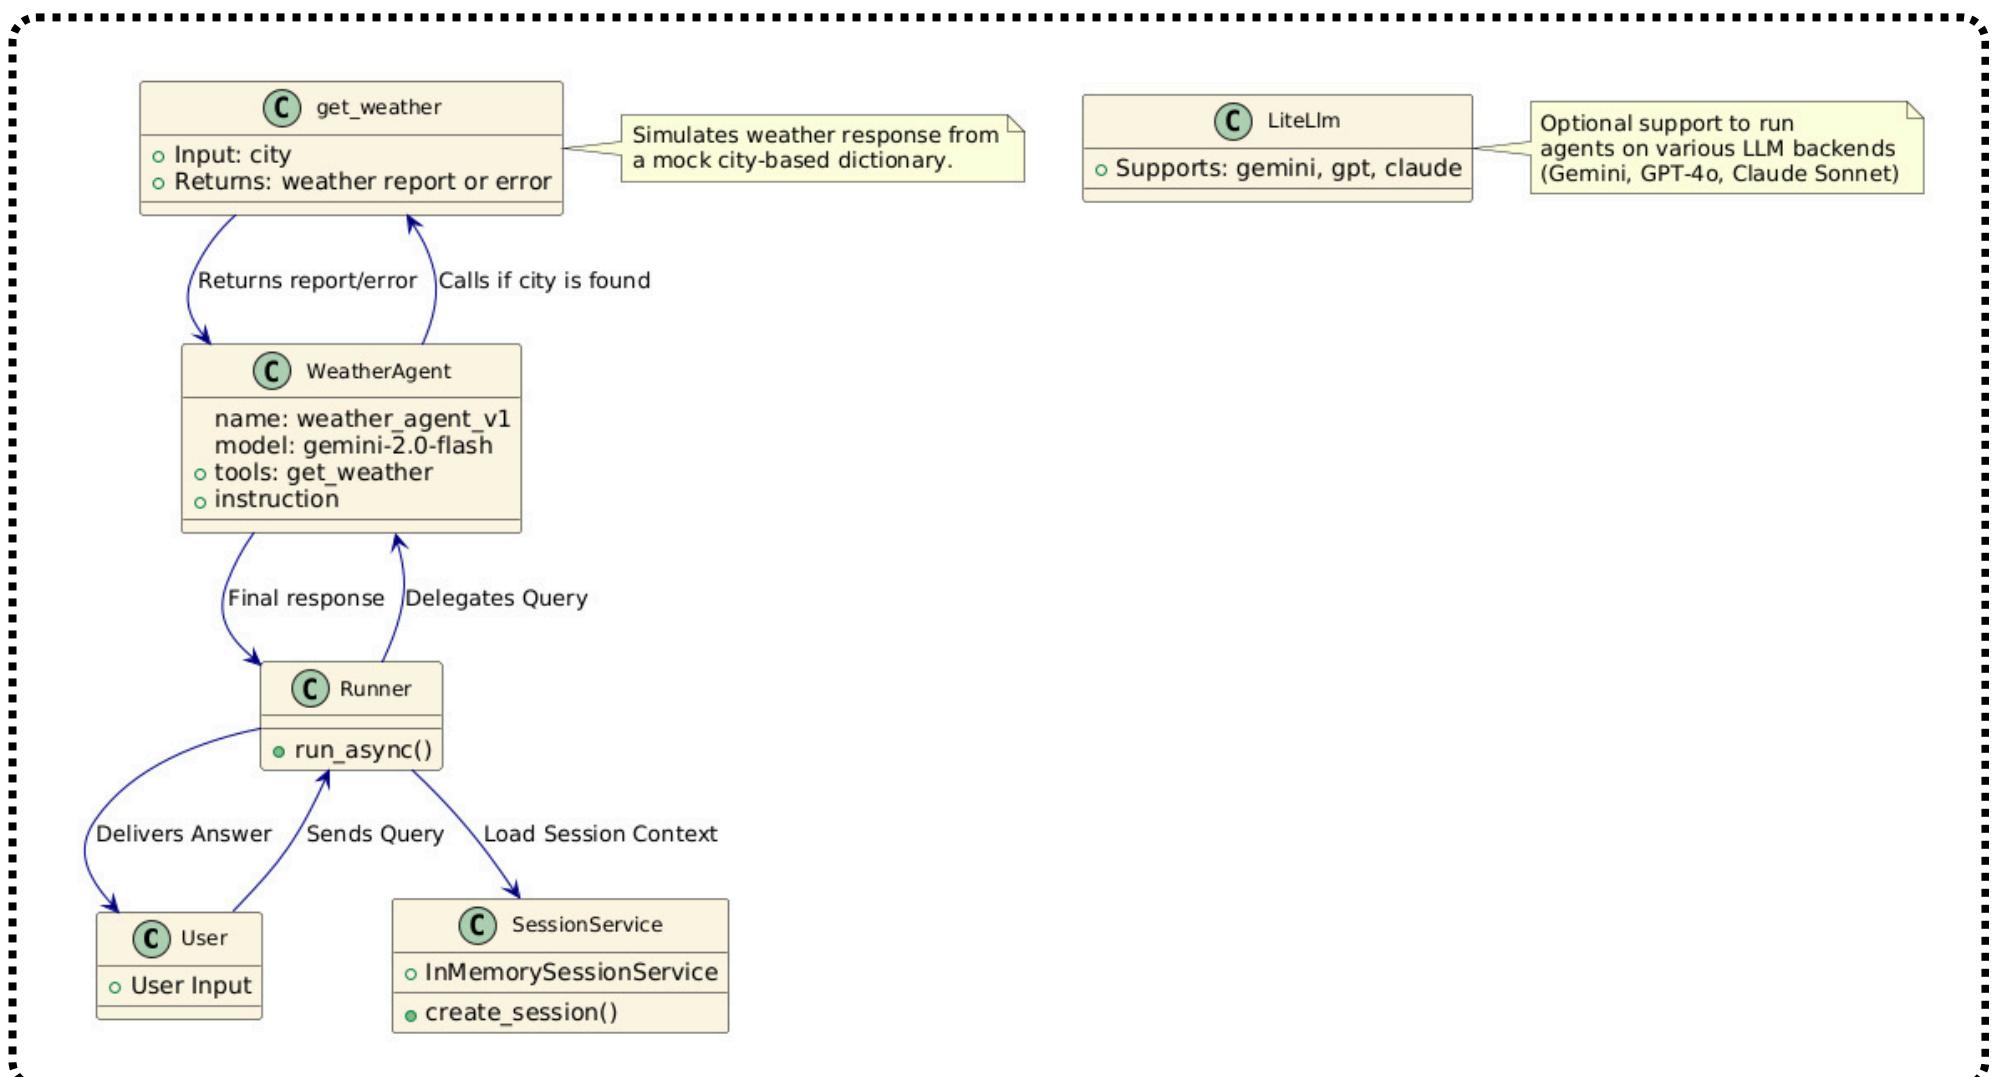 C get_weather
Input: city
Returns: weather report or error
Simulates weather response from
a mock city-based dictionary.
C LiteLlm
Supports: gemini, gpt, claude
Optional support to run
agents on various LLM backends
(Gemini, GPT-4o, Claude Sonnet)
Returns report/error
Calls if city is found
C WeatherAgent
name: weather_agent_v1
model: gemini-2.0-flash
tools: get_weather
instruction
Final response
Delegates Query
C Runner
run_async()
Delivers Answer
Sends Query
Load Session Context
C User
User Input
C SessionService
InMemorySessionService
create_session()